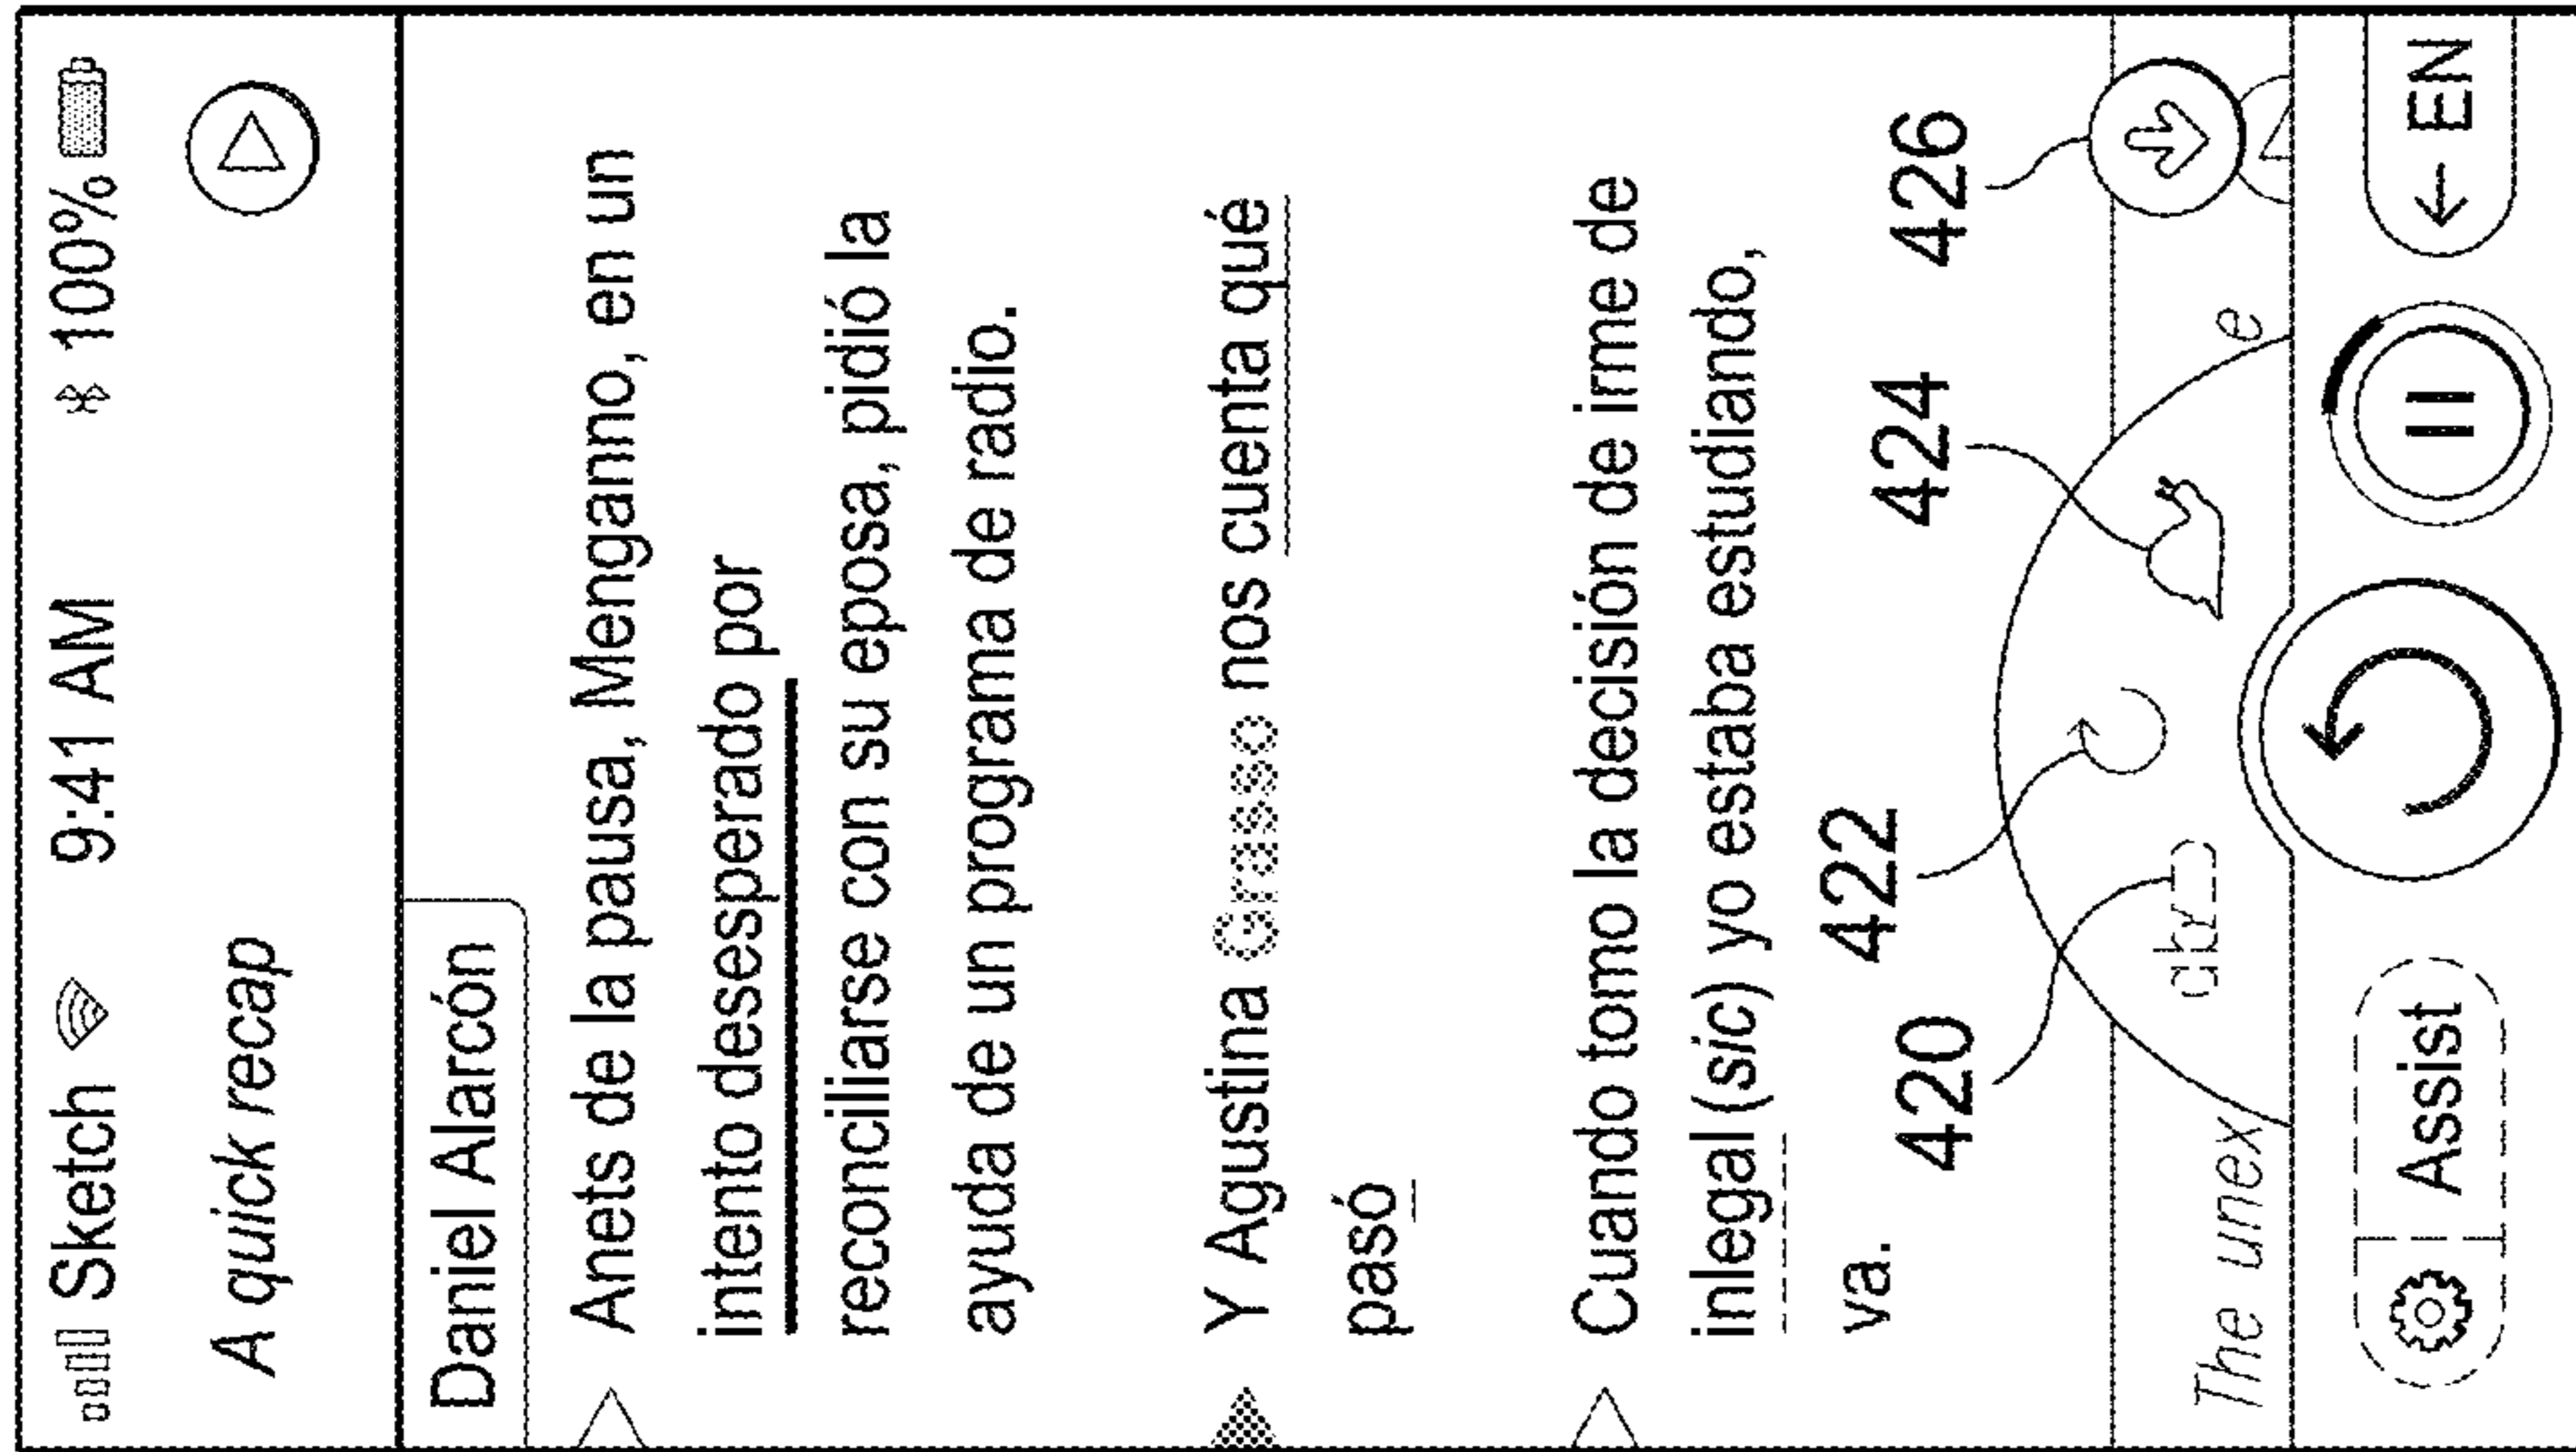 Sketch 9:41 AM 100%
A quick recap
Daniel Alarcón
Anets de la pausa, Menganno, en un
intento desesperado por
reconciliarse con su eposa, pidió la
ayuda de un programa de radio.
Y Agustina Grasso nos cuenta qué
pasó
Cuando tomo la decisión de irme de
inlegal (sic) yo estaba estudiando,
va.
420 422 424 426
The unex e
Assist
← EN